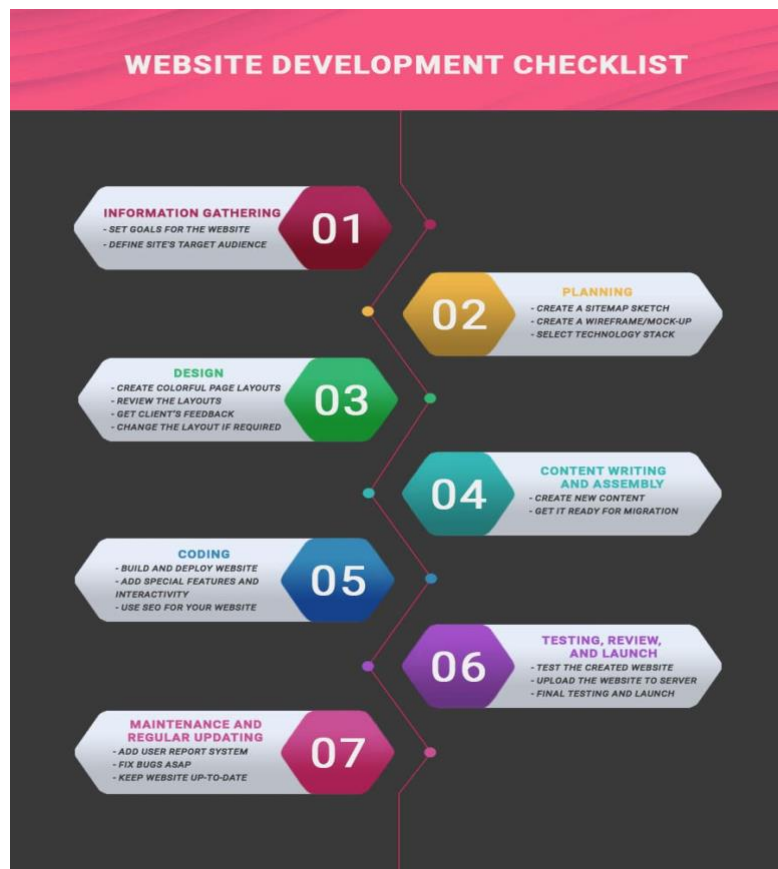 WEBSITE DEVELOPMENT CHECKLIST
INFORMATION GATHERING
- SET GOALS FOR THE WEBSITE
- DEFINE SITE'S TARGET AUDIENCE
01
02
PLANNING
- CREATE A SITEMAP SKETCH
- CREATE A WIREFRAME/MOCK-UP
- SELECT TECHNOLOGY STACK
DESIGN
- CREATE COLORFUL PAGE LAYOUTS
- REVIEW THE LAYOUTS
- GET CLIENT'S FEEDBACK
- CHANGE THE LAYOUT IF REQUIRED
03
04
CONTENT WRITING
AND ASSEMBLY
- CREATE NEW CONTENT
- GET IT READY FOR MIGRATION
CODING
- BUILD AND DEPLOY WEBSITE
- ADD SPECIAL FEATURES AND
INTERACTIVITY
- USE SEO FOR YOUR WEBSITE
05
06
TESTING, REVIEW,
AND LAUNCH
- TEST THE CREATED WEBSITE
- UPLOAD THE WEBSITE TO SERVER
- FINAL TESTING AND LAUNCH
MAINTENANCE AND
REGULAR UPDATING
- ADD USER REPORT SYSTEM
- FIX BUGS ASAP
- KEEP WEBSITE UP-TO-DATE
07